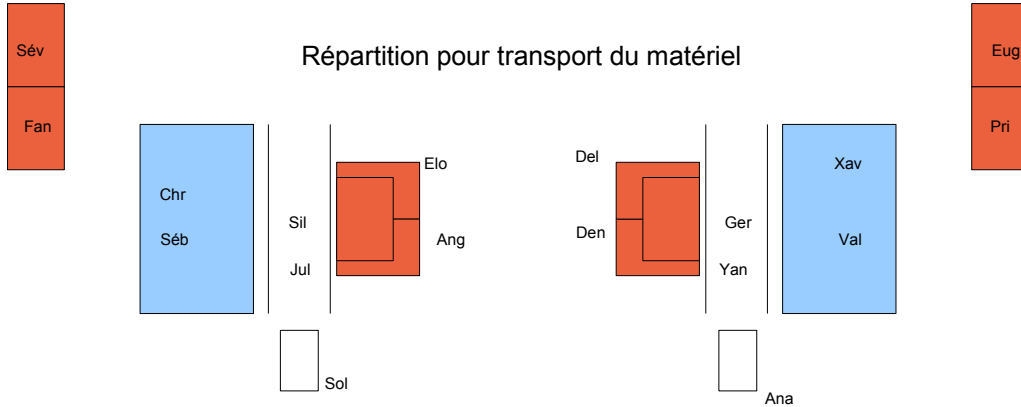 Sév
Eug
Répartition pour transport du matériel
Fan
Pri
Elo
Del
Xav
Chr
Sil
Ger
Séb
Ang
Den
Val
Jul
Yan
Sol
Ana